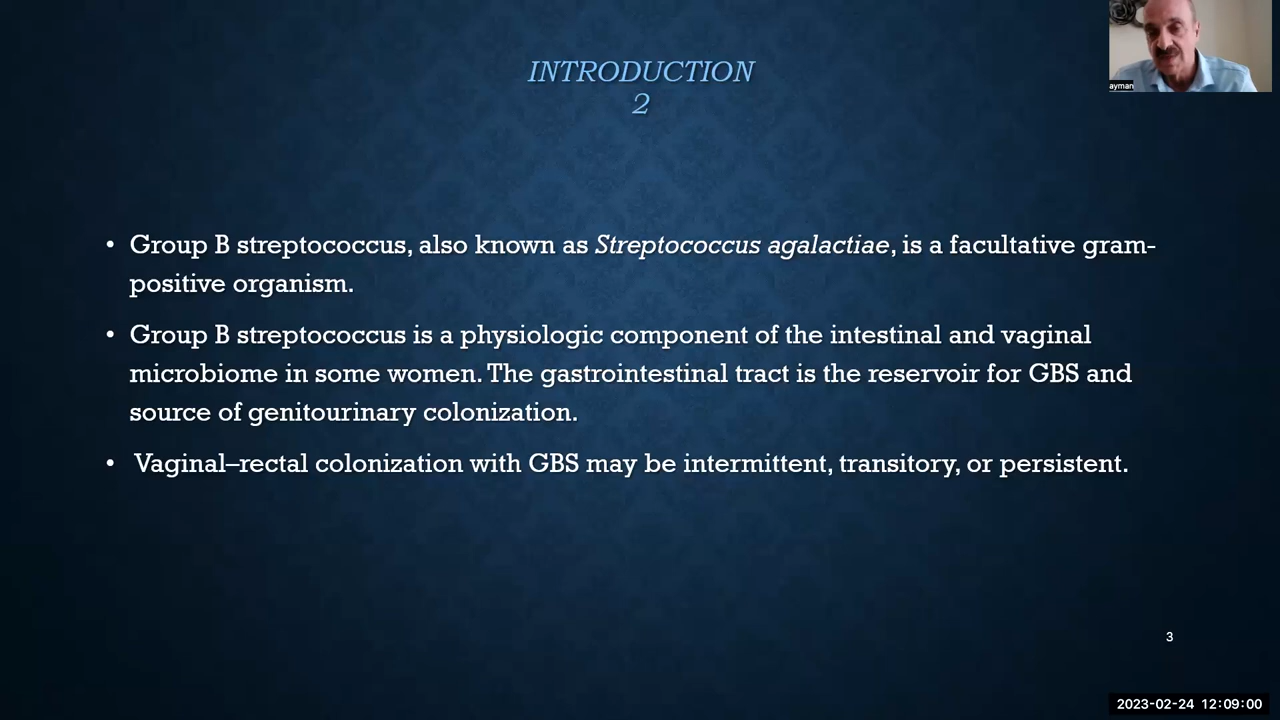 INTRODUCTION
2
ayman
• Group B streptococcus, also known as Streptococcus agalactiae, is a facultative gram-
positive organism.
• Group B streptococcus is a physiologic component of the intestinal and vaginal
microbiome in some women. The gastrointestinal tract is the reservoir for GBS and
source of genitourinary colonization.
• Vaginal–rectal colonization with GBS may be intermittent, transitory, or persistent.
3
2023-02-24 12:09:00